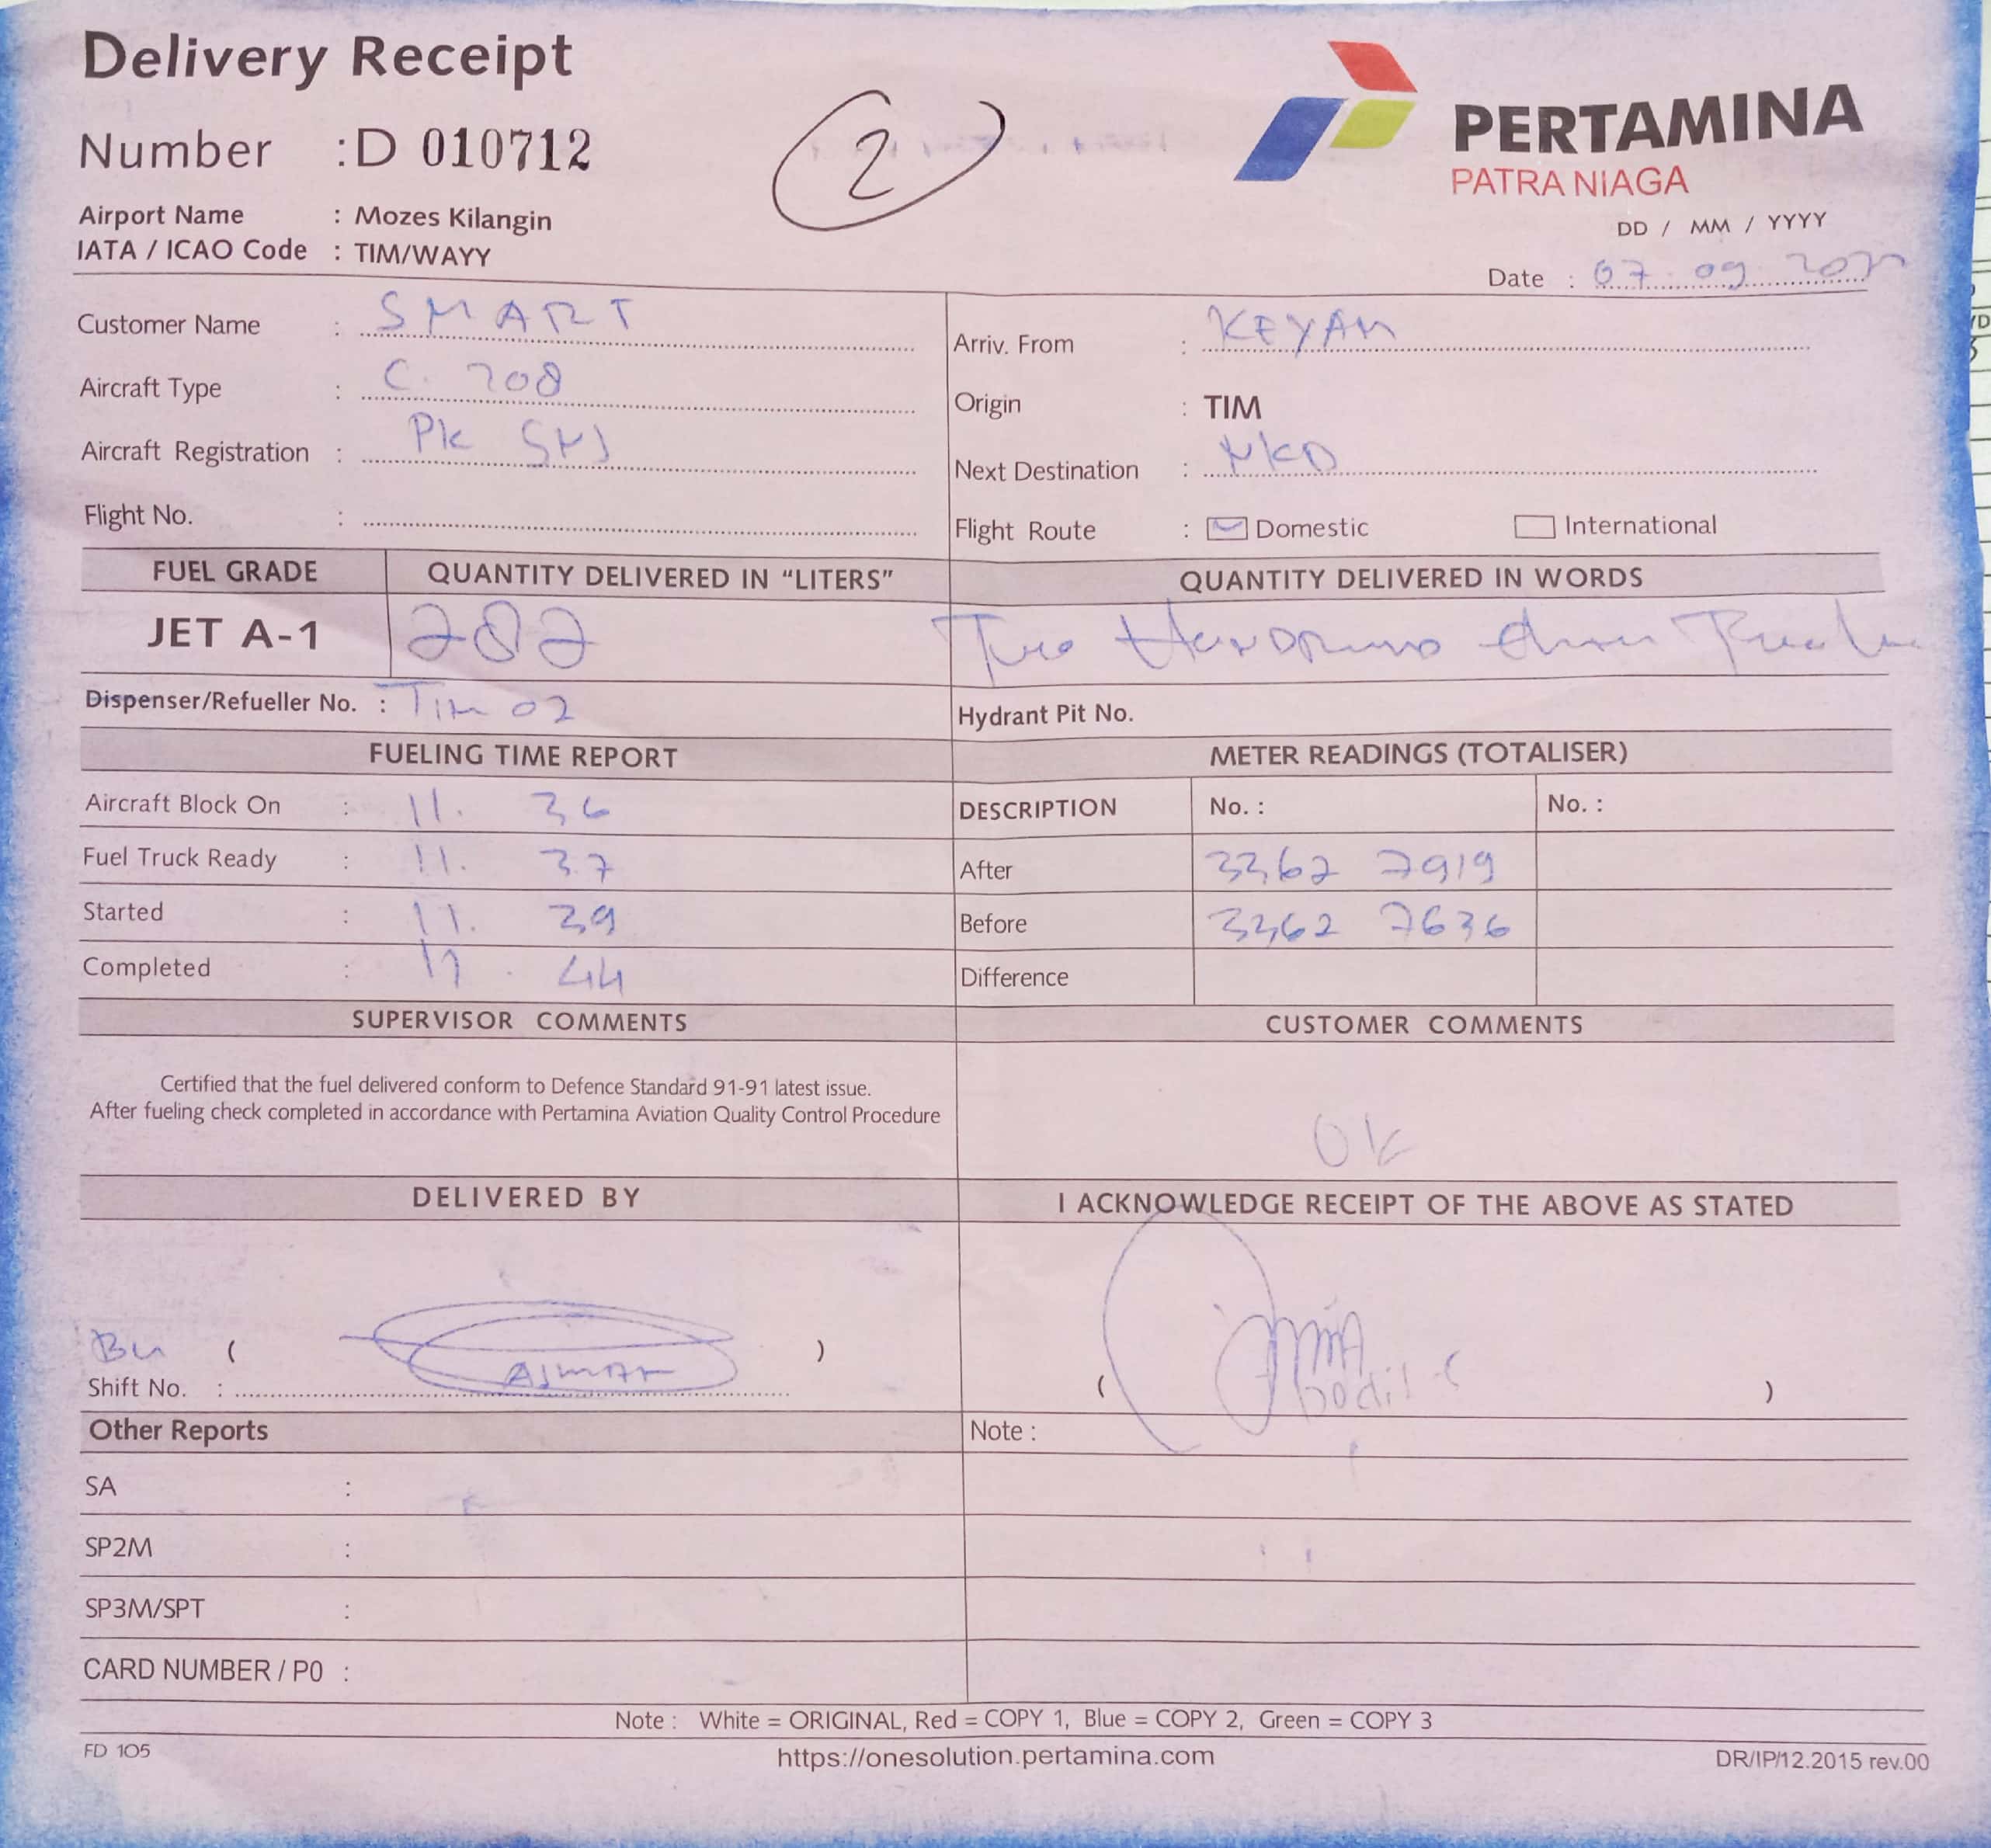 Delivery Receipt
Number : D 010712
2
PERTAMINA
PATRA NIAGA
Airport Name : Mozes Kilangin
IATA / ICAO Code : TIM/WAYY
DD / MM / YYYY
Date : 07 . 09 .
Customer Name : SMART
Arriv. From : KEYAM
Aircraft Type : C. 208
Origin : TIM
Aircraft Registration : PK
Next Destination :
Flight No. :
Flight Route : Domestic International
FUEL GRADE QUANTITY DELIVERED IN "LITERS" QUANTITY DELIVERED IN WORDS
JET A-1 282 Two
Dispenser/Refueller No. : Tim 02
Hydrant Pit No.
FUELING TIME REPORT METER READINGS (TOTALISER)
Aircraft Block On : 11. 36
DESCRIPTION No. : No. :
Fuel Truck Ready : 11. 37
After 3362 7919
Started : 11. 39
Before 3362 7636
Completed : 11 . 44
Difference
SUPERVISOR COMMENTS CUSTOMER COMMENTS
Certified that the fuel delivered conform to Defence Standard 91-91 latest issue.
After fueling check completed in accordance with Pertamina Aviation Quality Control Procedure
OK
DELIVERED BY I ACKNOWLEDGE RECEIPT OF THE ABOVE AS STATED
( )
Shift No. :
( )
Other Reports Note :
SA :
SP2M :
SP3M/SPT :
CARD NUMBER / P0 :
Note : White = ORIGINAL, Red = COPY 1, Blue = COPY 2, Green = COPY 3
FD 105 https://onesolution.pertamina.com DR/IP/12.2015 rev.00